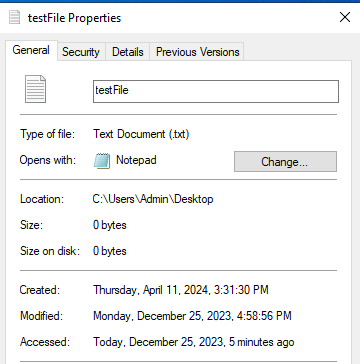 testFile Properties
General Security Details Previous Versions
testFile
Type of file: Text Document (.txt)
Opens with: Notepad Change...
Location: C:\Users\Admin\Desktop
Size: 0 bytes
Size on disk: 0 bytes
Created: Thursday, April 11, 2024, 3:31:30 PM
Modified: Monday, December 25, 2023, 4:58:56 PM
Accessed: Today, December 25, 2023, 5 minutes ago